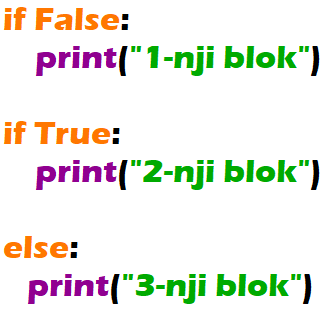 if False:
    print("1-nji blok")
if True:
    print("2-nji blok")
else:
    print("3-nji blok")